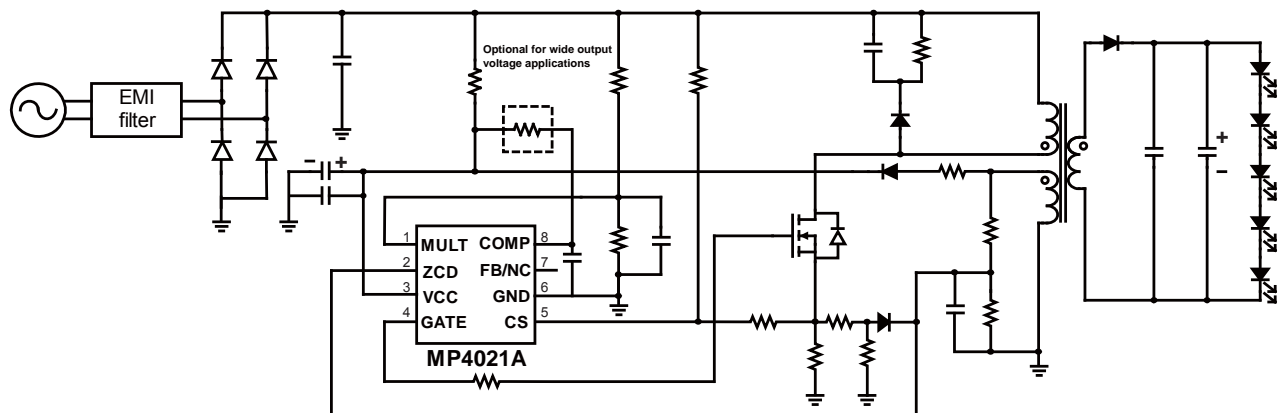 Optional for wide output
voltage applications
EMI
filter
- +
+
-
1 MULT COMP 8
2 ZCD FB/NC 7
3 VCC GND 6
4 GATE CS 5
MP4021A